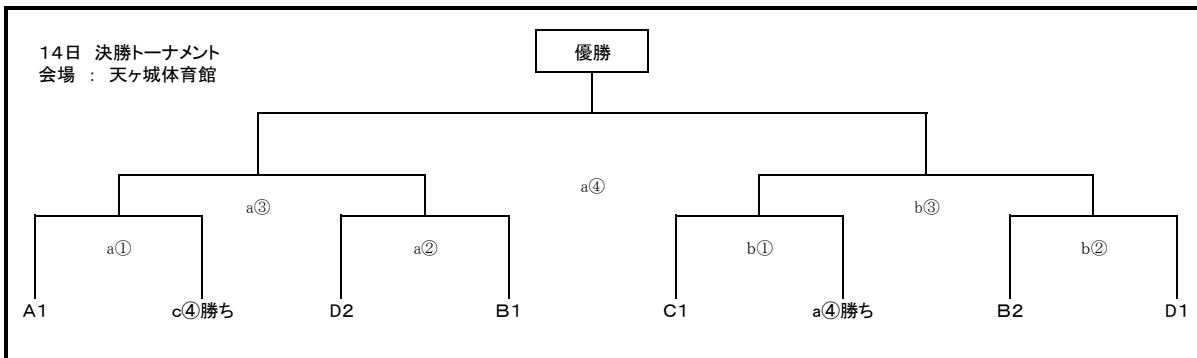 14日 決勝トーナメント
優勝
会場 : 天ヶ城体育館
a④
a③
b③
a①
a②
b①
b②
A1
c④勝ち
D2
B1
C1
a④勝ち
B2
D1